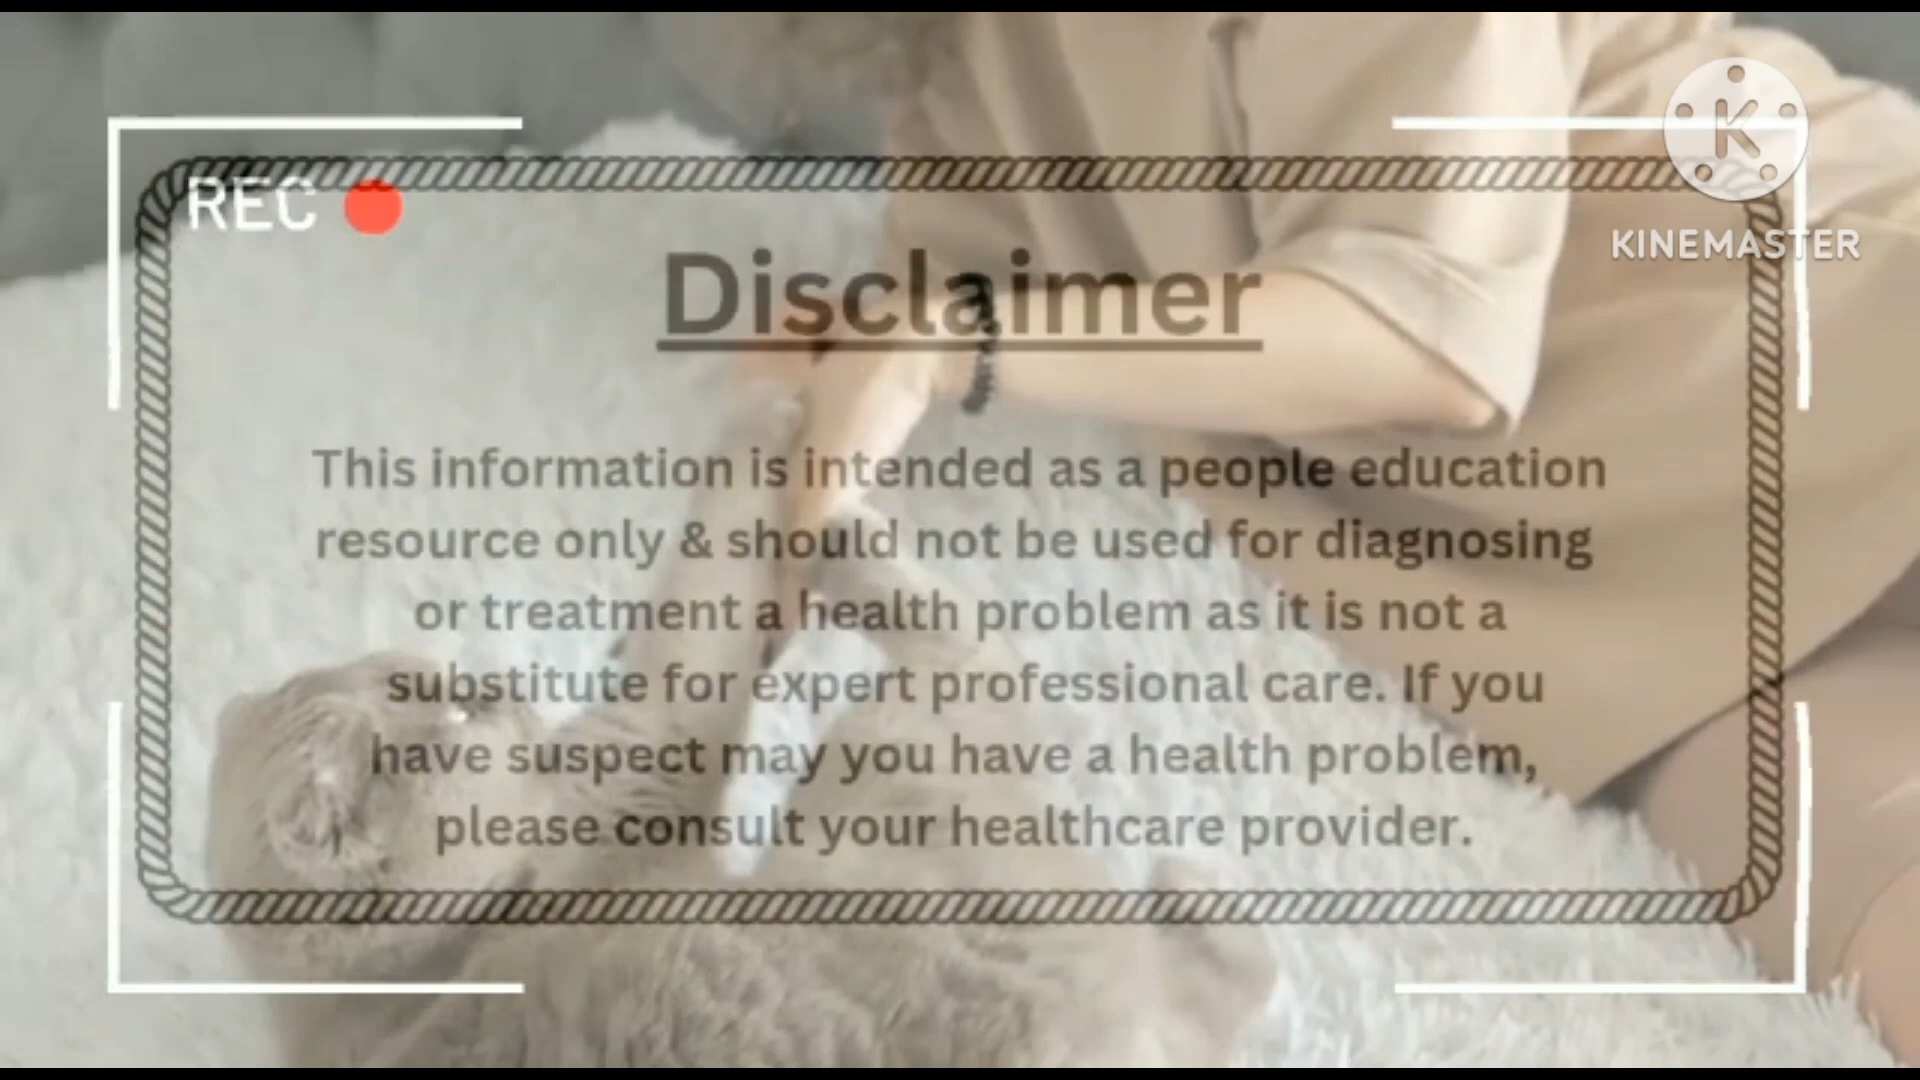 REC
KINEMASTER
Disclaimer
This information is intended as a people education
resource only & should not be used for diagnosing
or treatment a health problem as it is not a
substitute for expert professional care. If you
have suspect may you have a health problem,
please consult your healthcare provider.